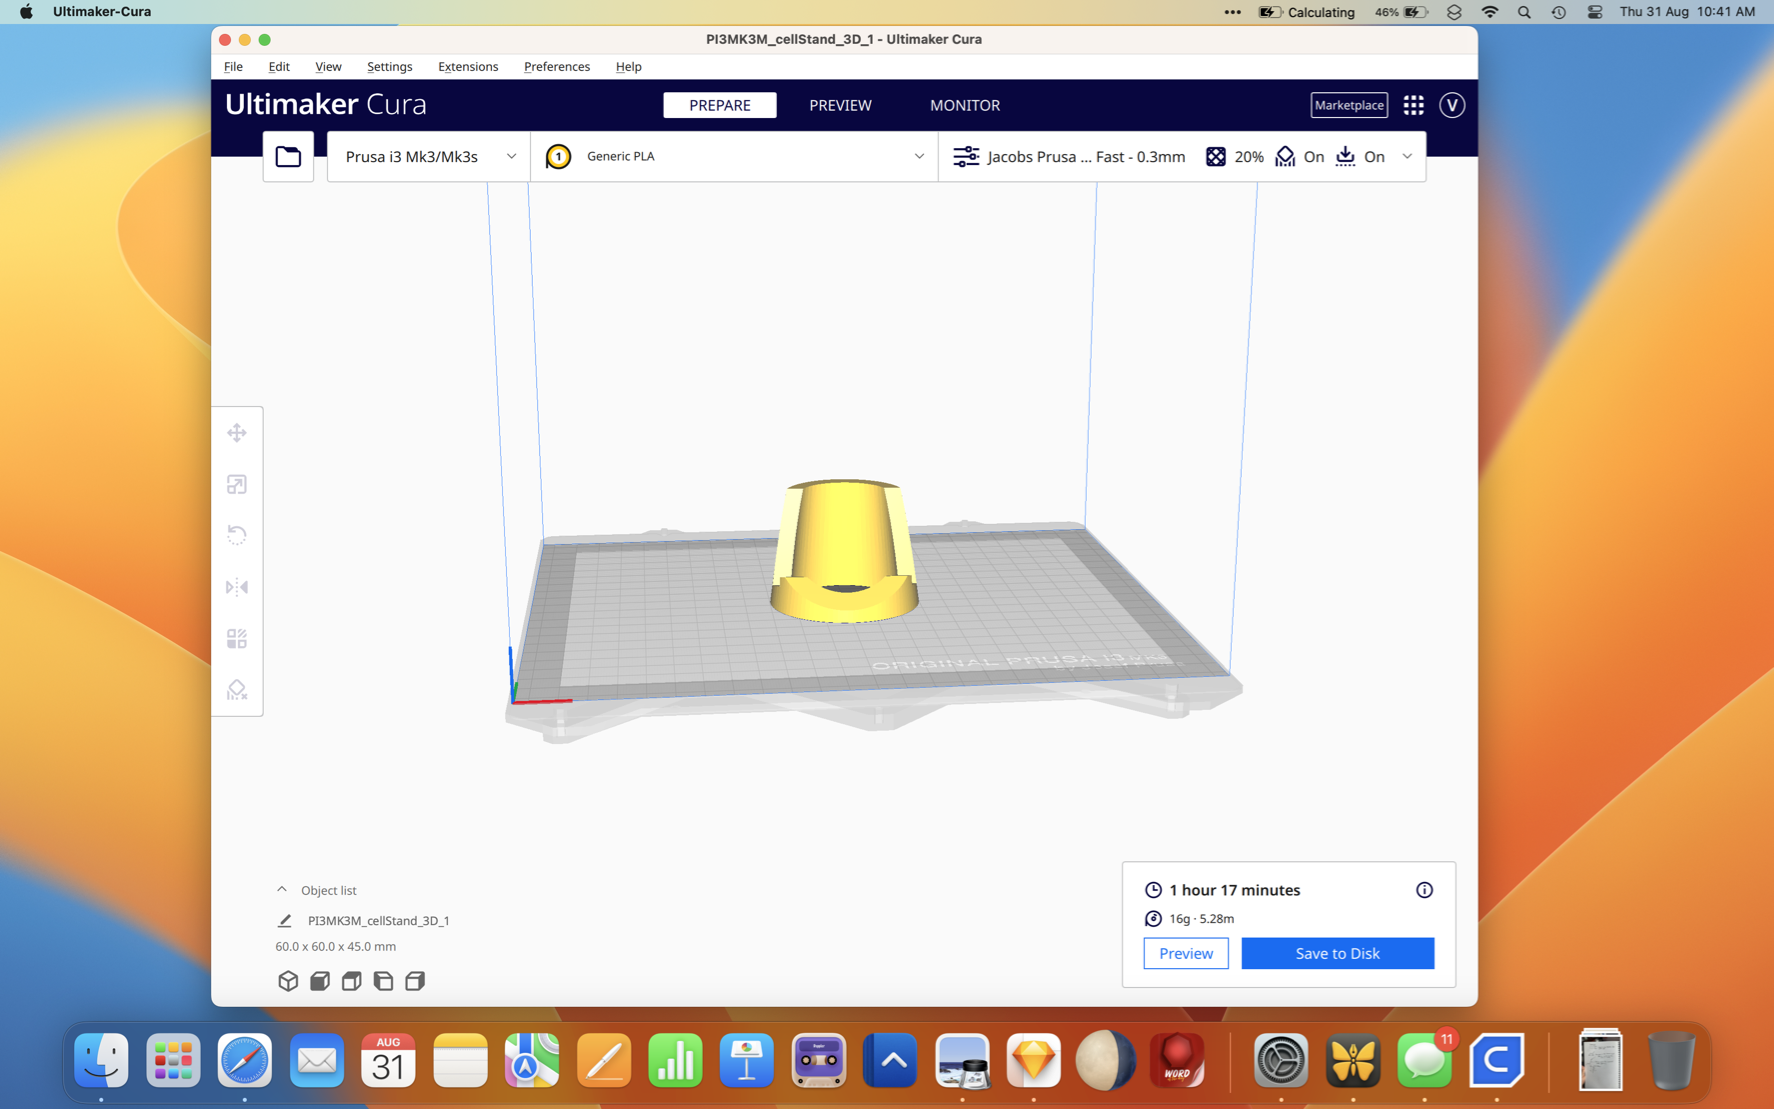 Ultimaker-Cura
Calculating
46%
Thu 31 Aug 10:41 AM
PI3MK3M_cellStand_3D_1 - Ultimaker Cura
File Edit View Settings Extensions Preferences Help
Ultimaker Cura
PREPARE PREVIEW MONITOR
Marketplace
V
Prusa i3 Mk3/Mk3s
1
Generic PLA
Jacobs Prusa ... Fast - 0.3mm
20%
On
On
ORIGINAL PRUSA i3
Object list
PI3MK3M_cellStand_3D_1
60.0 x 60.0 x 45.0 mm
1 hour 17 minutes
16g · 5.28m
Preview
Save to Disk
AUG
31
WORD
11